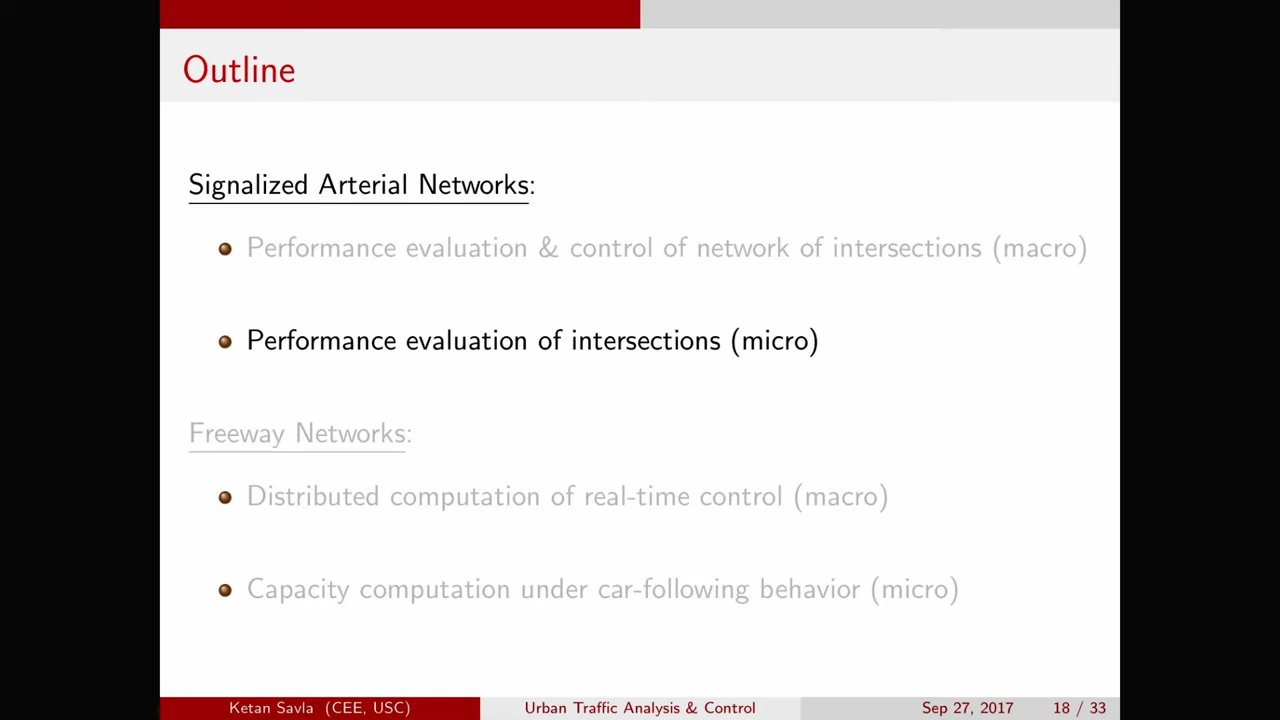 Outline
Signalized Arterial Networks:
Performance evaluation & control of network of intersections (macro)
Performance evaluation of intersections (micro)
Freeway Networks:
Distributed computation of real-time control (macro)
Capacity computation under car-following behavior (micro)
Ketan Savla (CEE, USC) Urban Traffic Analysis & Control Sep 27, 2017 18 / 33